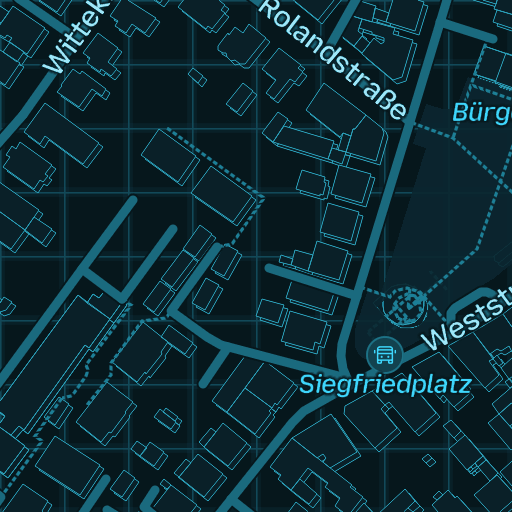 Wittek
Rolandstraße
Bürge
Weststr
Siegfriedplatz